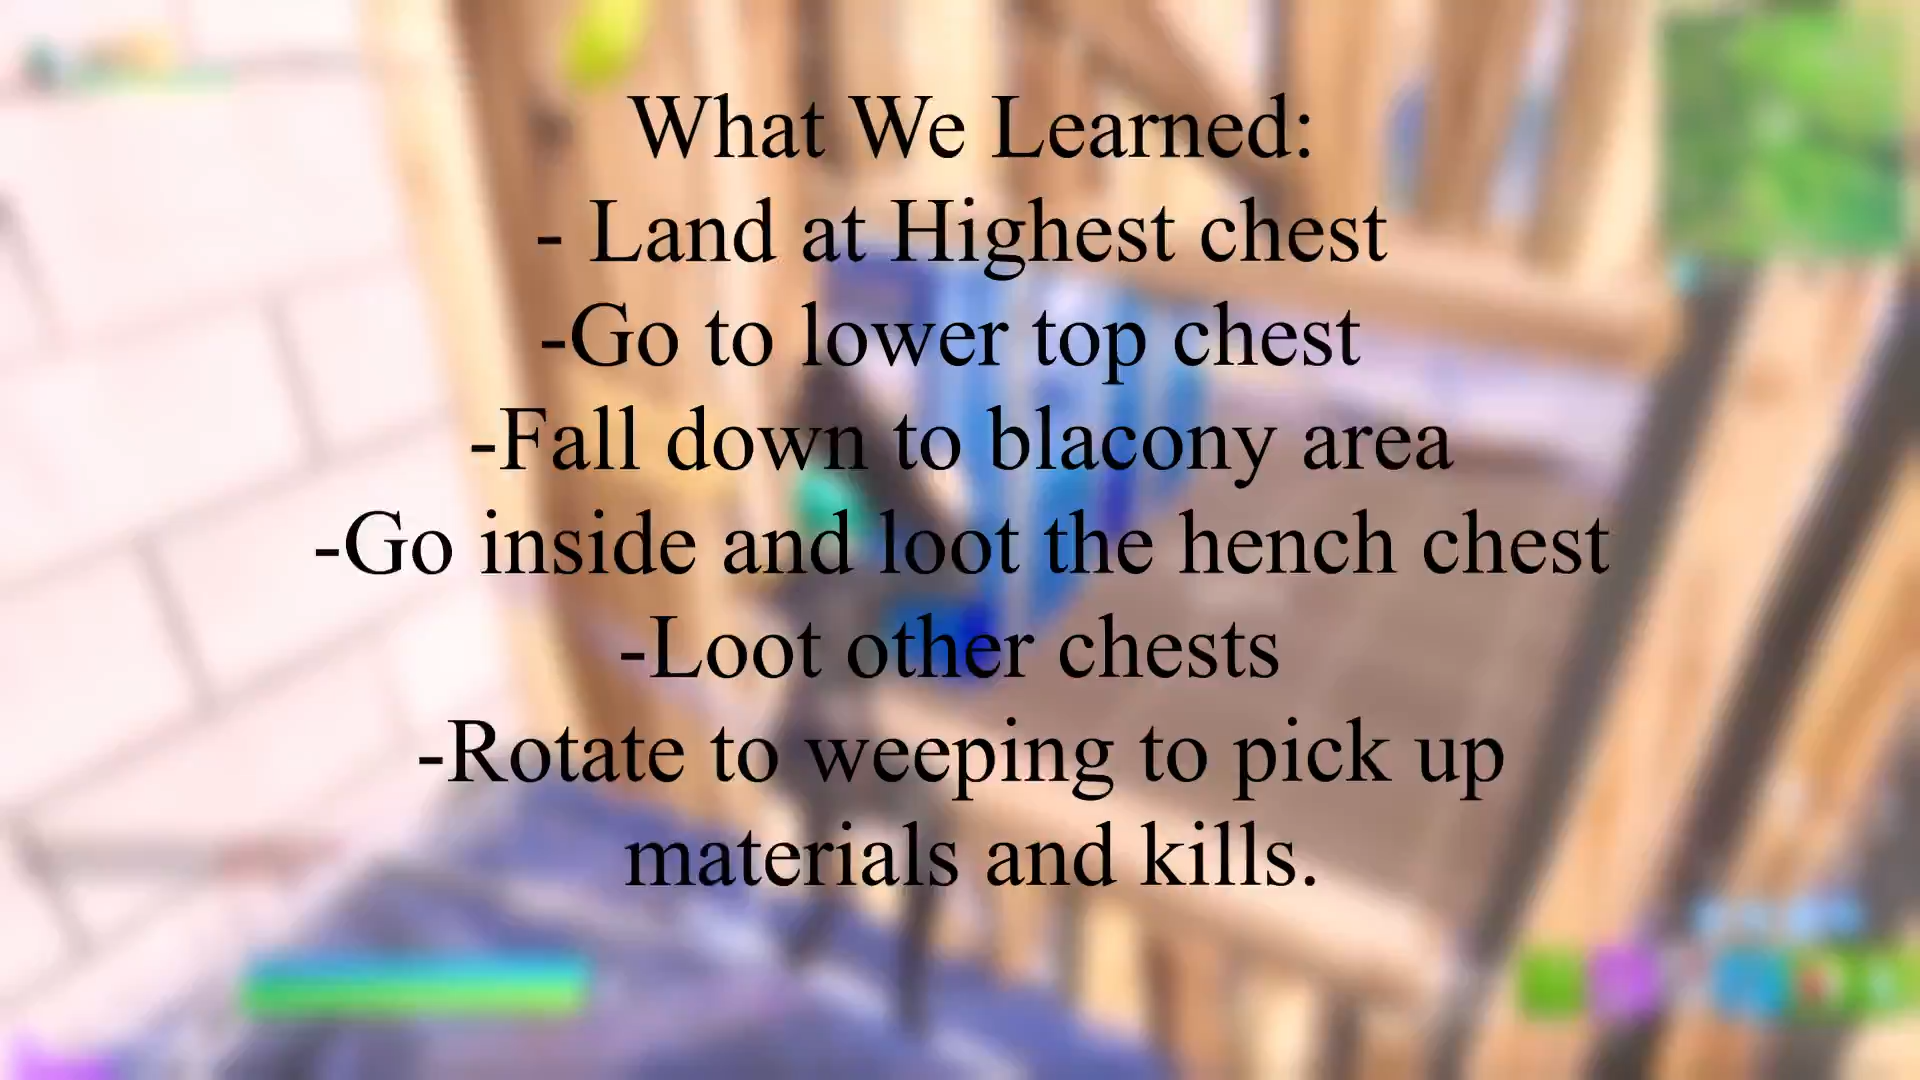 What We Learned:
- Land at Highest chest
-Go to lower top chest
-Fall down to blacony area
-Go inside and loot the hench chest
-Loot other chests
-Rotate to weeping to pick up
materials and kills.